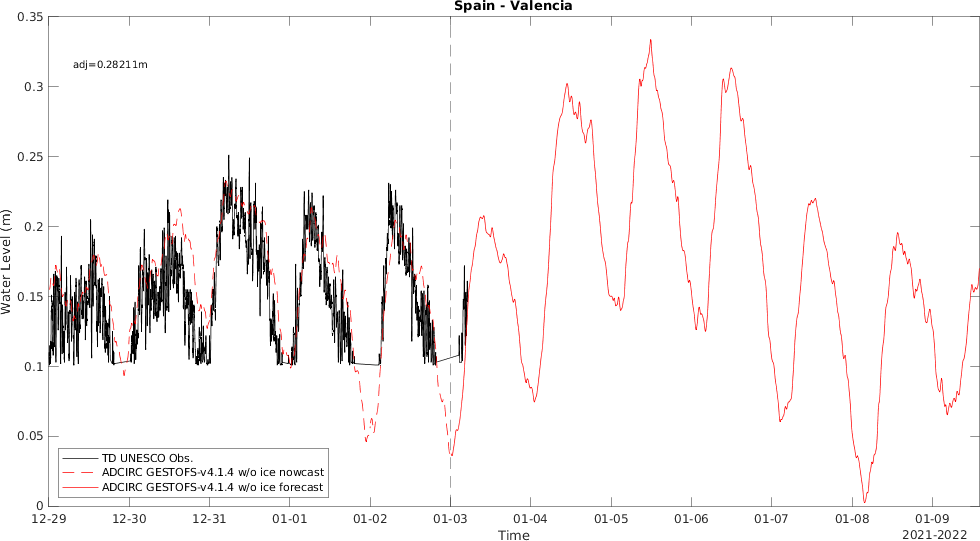 Spain - Valencia
0.35
adj=0.28211m
0.3
0.25
0.2
0.15
0.1
0.05
0
Water Level (m)
TD UNESCO Obs.
ADCIRC GESTOFS-v4.1.4 w/o ice nowcast
ADCIRC GESTOFS-v4.1.4 w/o ice forecast
12-29 12-30 12-31 01-01 01-02 01-03 01-04 01-05 01-06 01-07 01-08 01-09
Time
2021-2022